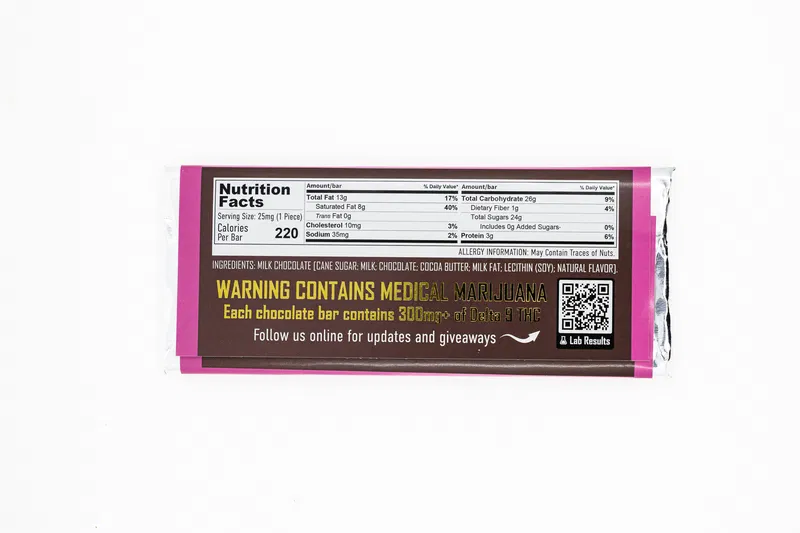 Nutrition
Facts
Serving Size: 25mg (1 Piece)
Calories
Per Bar 220
Amount/bar % Daily Value*
Total Fat 13g 17%
Saturated Fat 8g 40%
Trans Fat 0g
Cholesterol 10mg 3%
Sodium 35mg 2%
Amount/bar % Daily Value*
Total Carbohydrate 26g 9%
Dietary Fiber 1g 4%
Total Sugars 24g
Includes 0g Added Sugars- 0%
Protein 3g 6%
ALLERGY INFORMATION: May Contain Traces of Nuts.
INGREDIENTS: MILK CHOCOLATE (CANE SUGAR: MILK: CHOCOLATE; COCOA BUTTER: MILK FAT; LECITHIN (SOY); NATURAL FLAVOR).
WARNING CONTAINS MEDICAL MARIJUANA
Each chocolate bar contains 300mg+ of Delta 9 THC
Follow us online for updates and giveaways
Lab Results